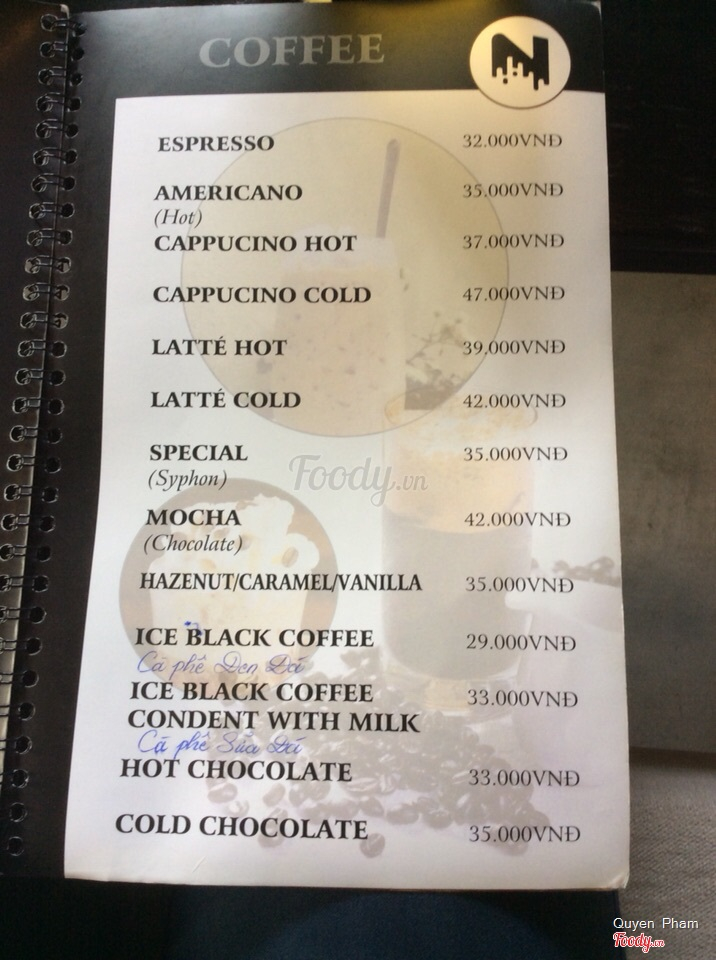 COFFEE
N
ESPRESSO 32.000VNĐ
AMERICANO 35.000VNĐ
(Hot)
CAPPUCINO HOT 37.000VNĐ
CAPPUCINO COLD 47.000VNĐ
LATTÉ HOT 39.000VNĐ
LATTÉ COLD 42.000VNĐ
SPECIAL 35.000VNĐ
(Syphon)
Foody.vn
MOCHA 42.000VNĐ
(Chocolate)
HAZENUT/CARAMEL/VANILLA 35.000VNĐ
ICE BLACK COFFEE 29.000VNĐ
Cà phê Đen Đá
ICE BLACK COFFEE 33.000VNĐ
CONDENT WITH MILK
Cà phê Sữa Đá
HOT CHOCOLATE 33.000VNĐ
COLD CHOCOLATE 35.000VNĐ
Quyen Pham
Foody.vn